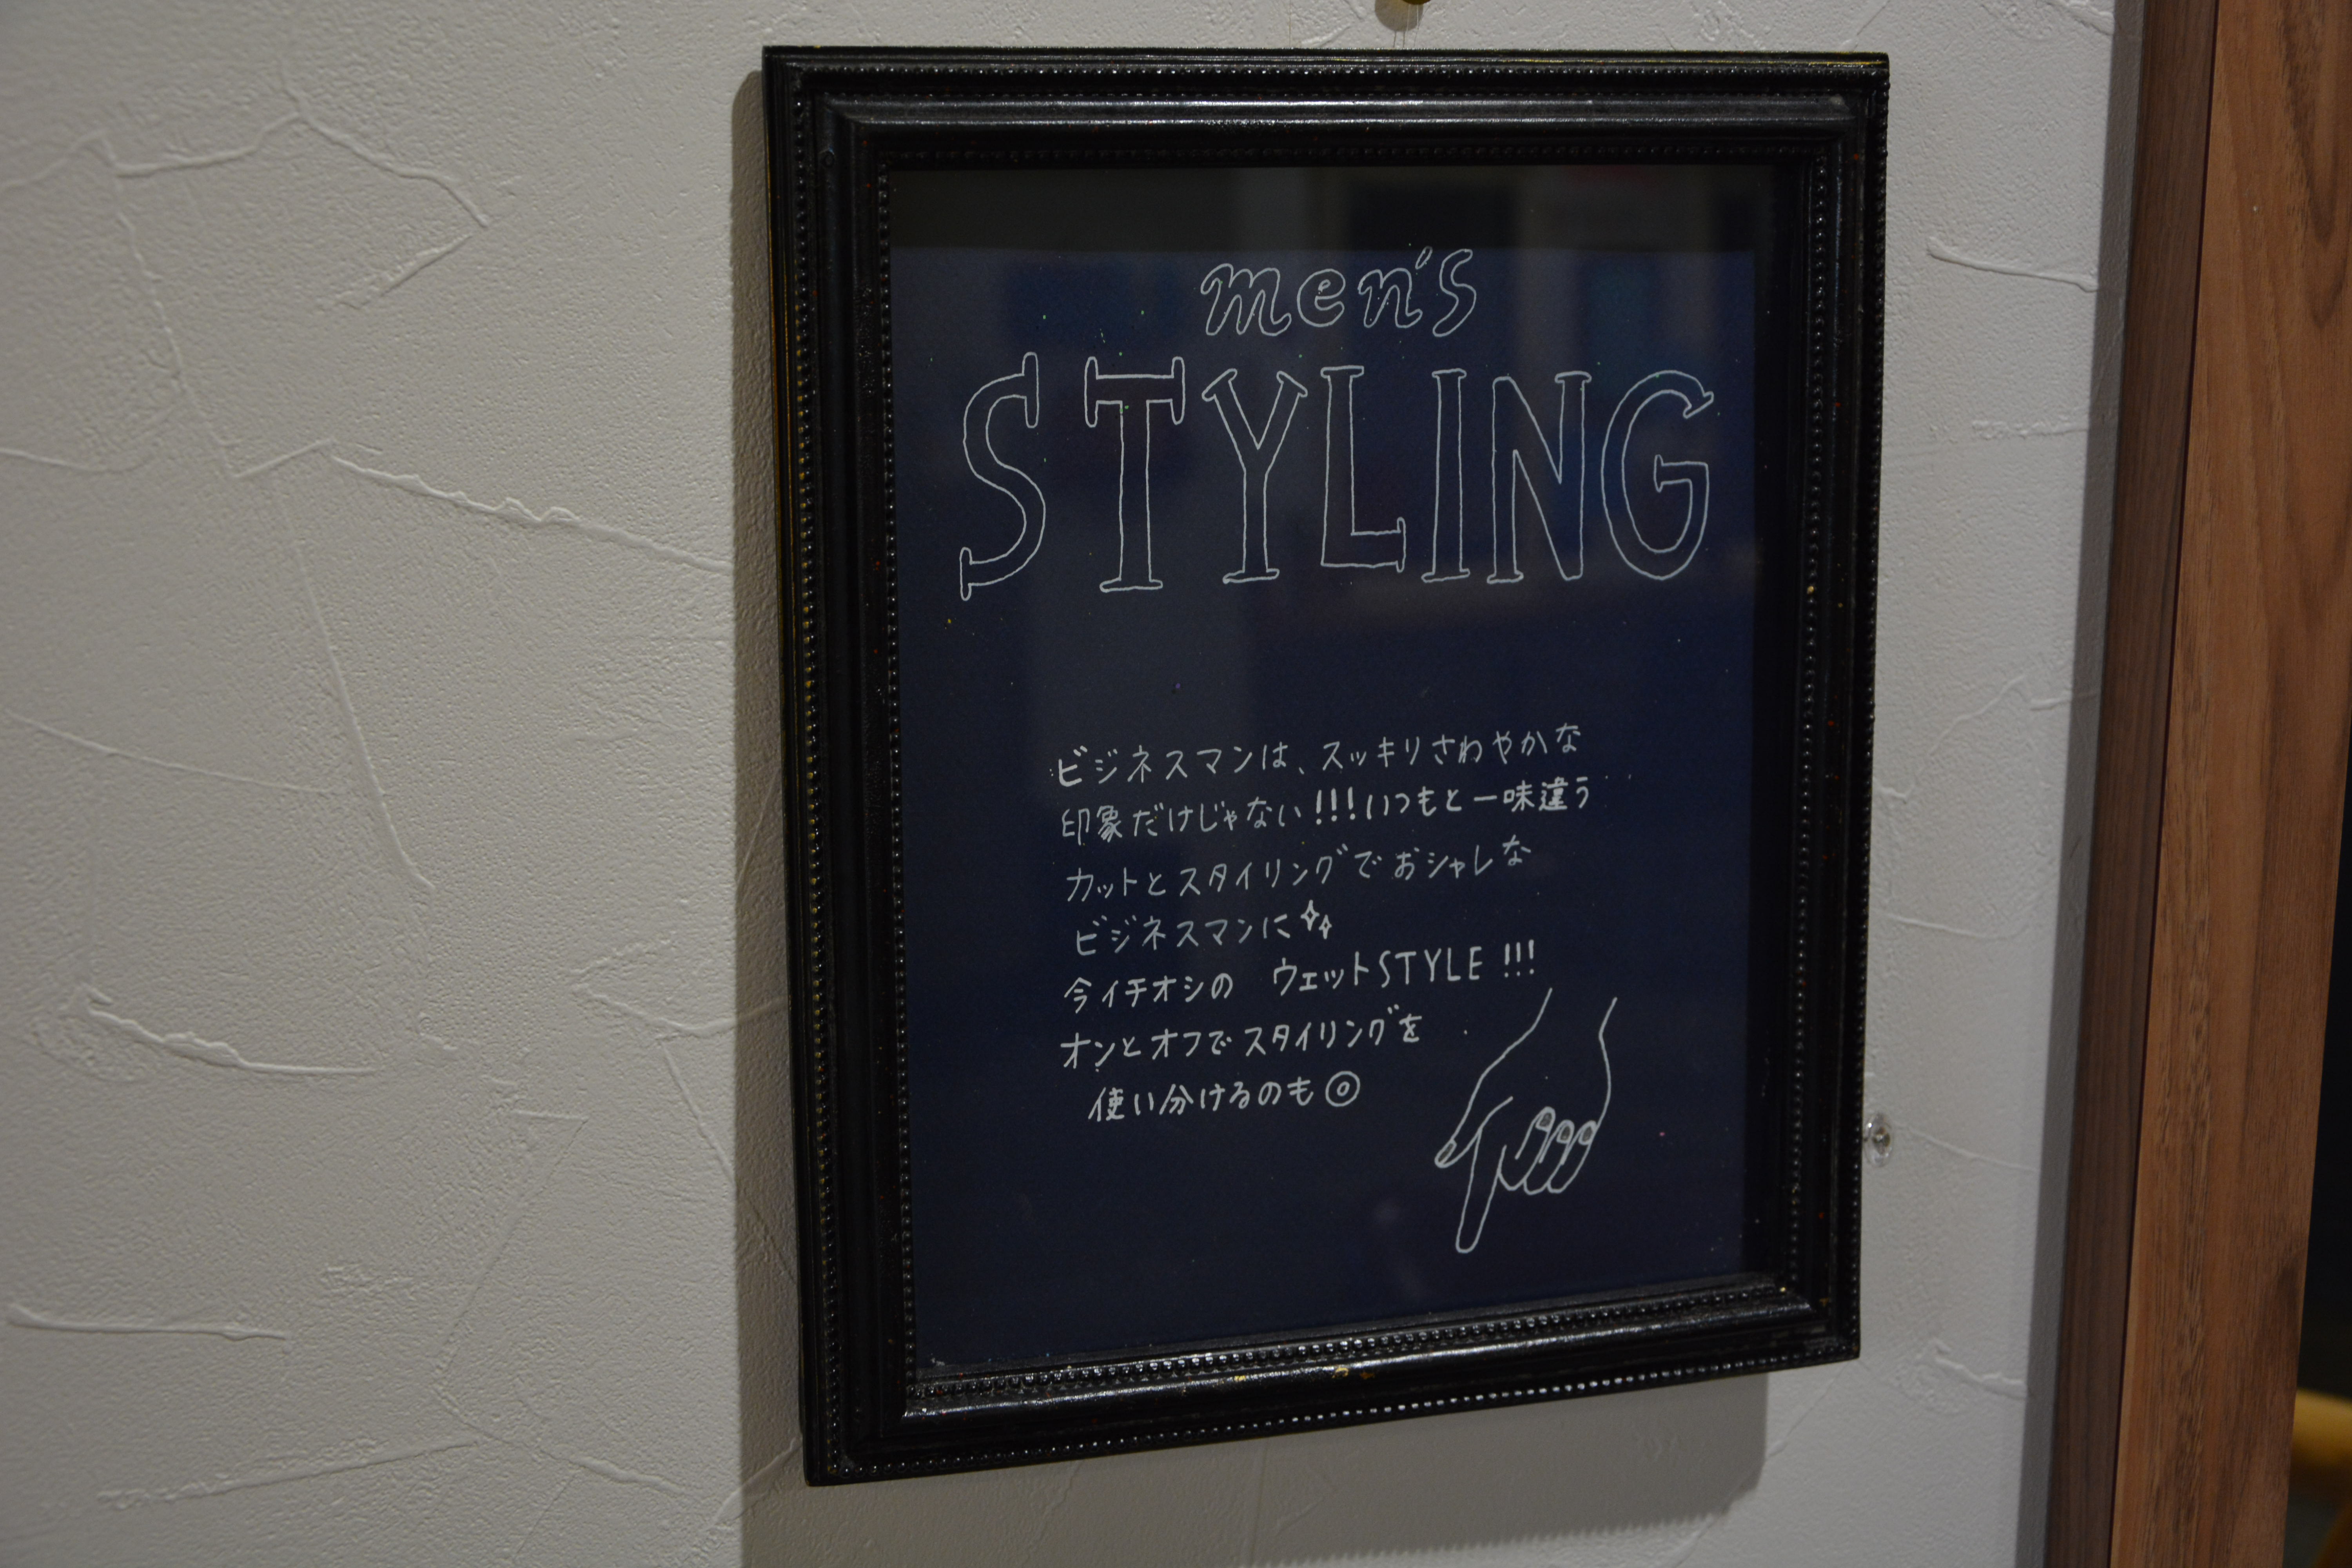 men's
STYLING
ビジネスマンは、スッキリさわやかな
印象だけじゃない!!!いつもと一味違う
カットとスタイリングでおシャレな
ビジネスマンに✨
今イチオシの ウェットSTYLE!!!
オンとオフでスタイリングを
使い分けるのも◎